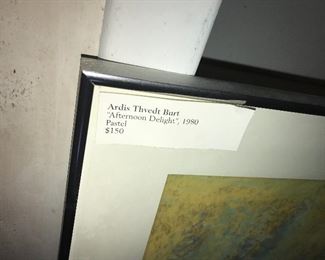 Ardis Thvedt Burt
"Afternoon Delight", 1980
Pastel
$150